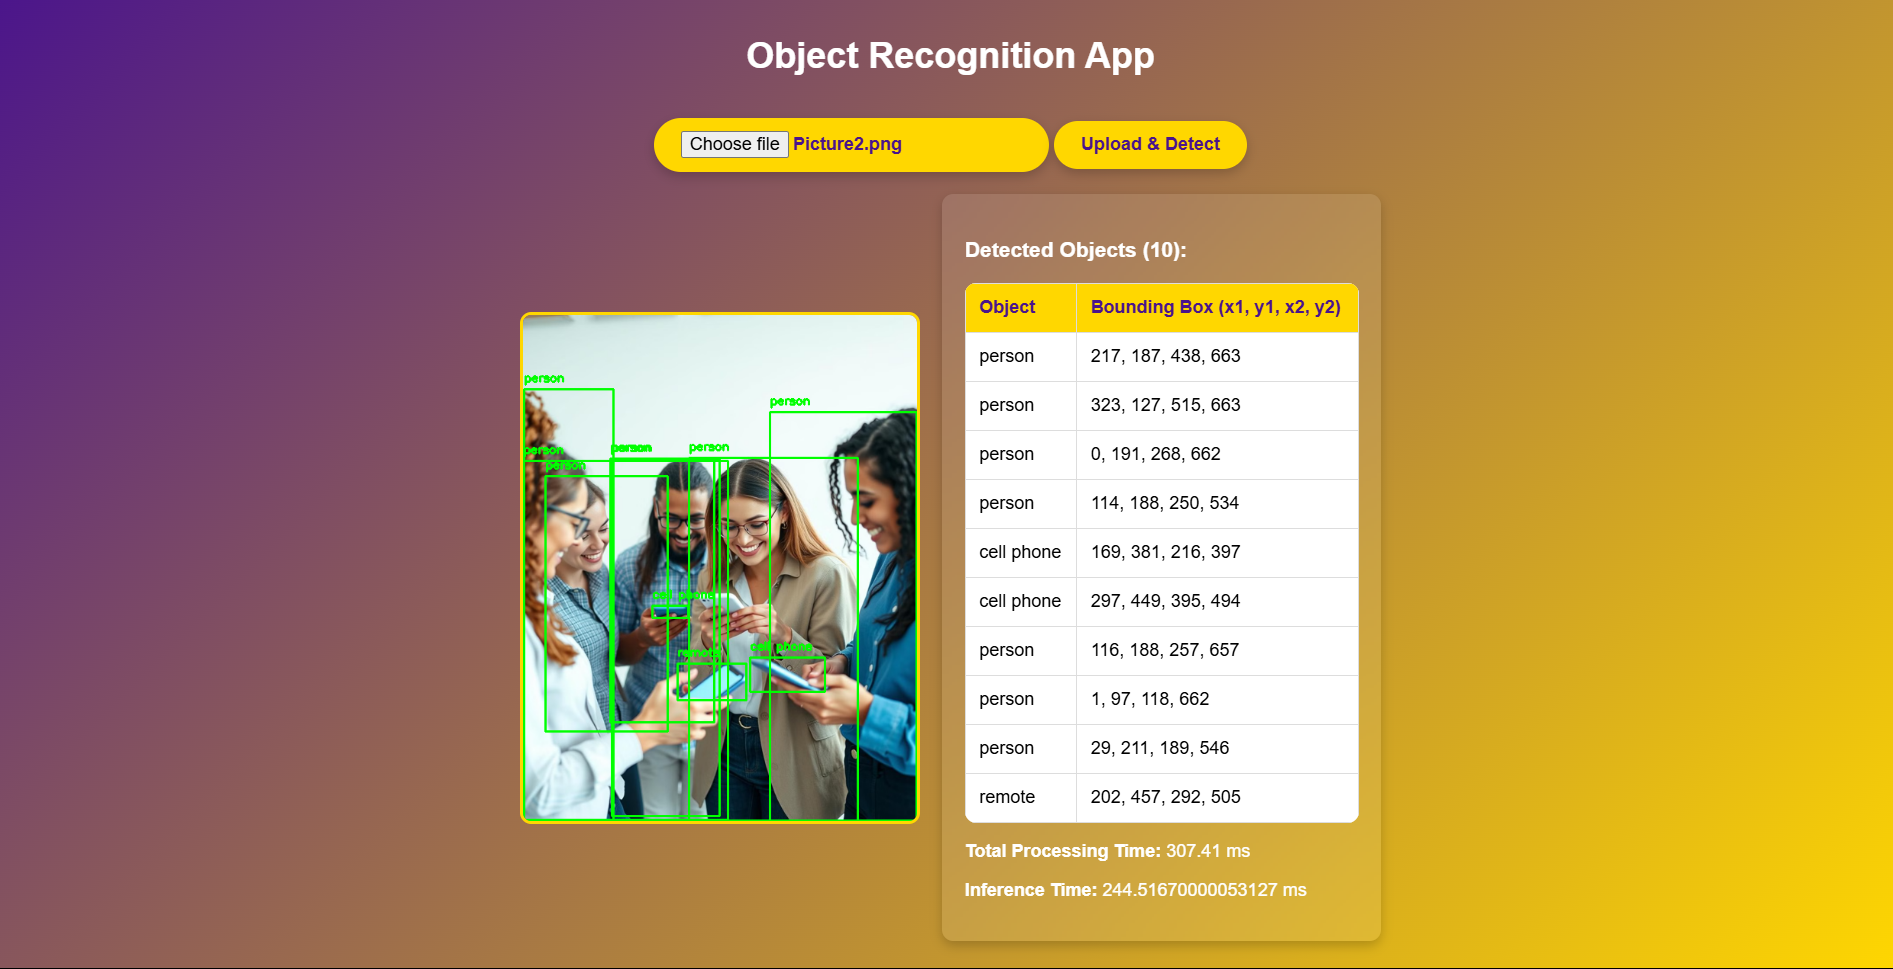 Object Recognition App
Choose file Picture2.png
Upload & Detect
person
person
person
person
person
person
person
cell phone
remote
cell phone
Detected Objects (10):
Object Bounding Box (x1, y1, x2, y2)
person 217, 187, 438, 663
person 323, 127, 515, 663
person 0, 191, 268, 662
person 114, 188, 250, 534
cell phone 169, 381, 216, 397
cell phone 297, 449, 395, 494
person 116, 188, 257, 657
person 1, 97, 118, 662
person 29, 211, 189, 546
remote 202, 457, 292, 505
Total Processing Time: 307.41 ms
Inference Time: 244.51670000053127 ms